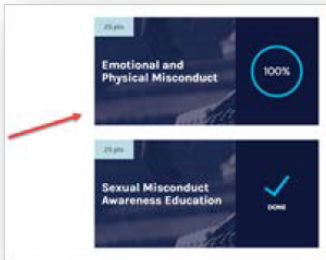 25 pts
Emotional and
Physical Misconduct
100%
25 pts
Sexual Misconduct
Awareness Education
DONE